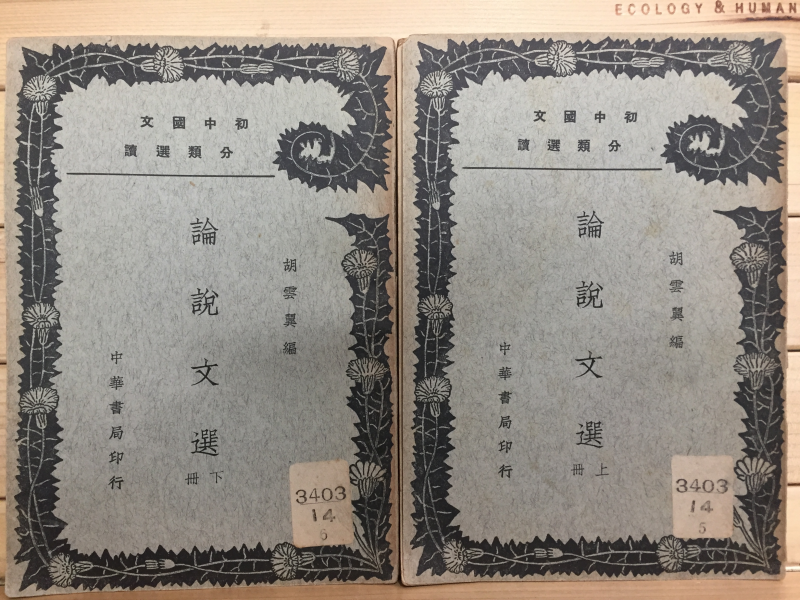 ECOLOGY & HUMAN
初中國文
分類選讀
胡雲翼編
論說文選
下冊
中華書局印行
3403
14
6
初中國文
分類選讀
胡雲翼編
論說文選
上冊
中華書局印行
3403
14
5